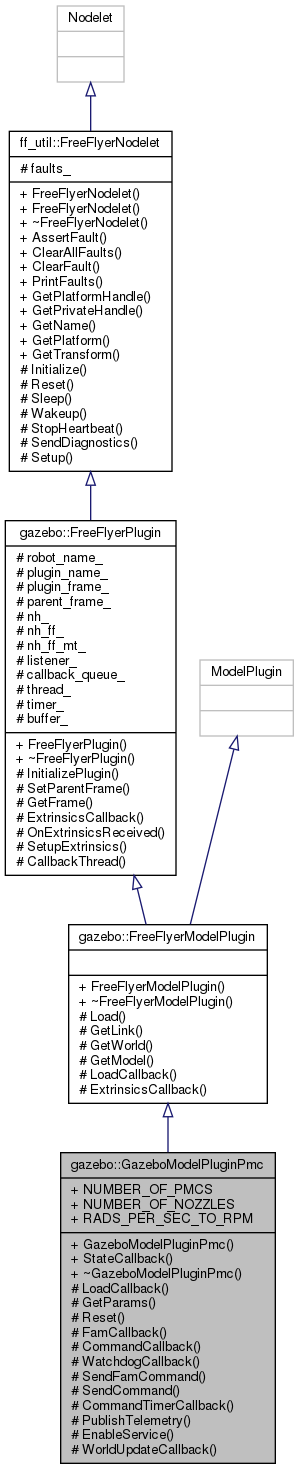 Nodelet
ff_util::FreeFlyerNodelet
# faults_
+ FreeFlyerNodelet()
+ FreeFlyerNodelet()
+ ~FreeFlyerNodelet()
+ AssertFault()
+ ClearAllFaults()
+ ClearFault()
+ PrintFaults()
+ GetPlatformHandle()
+ GetPrivateHandle()
+ GetName()
+ GetPlatform()
+ GetTransform()
# Initialize()
# Reset()
# Sleep()
# Wakeup()
# StopHeartbeat()
# SendDiagnostics()
# Setup()
gazebo::FreeFlyerPlugin
# robot_name_
# plugin_name_
# plugin_frame_
# parent_frame_
# nh_
# nh_ff_
# nh_ff_mt_
# listener_
# callback_queue_
# thread_
# timer_
# buffer_
+ FreeFlyerPlugin()
+ ~FreeFlyerPlugin()
# InitializePlugin()
# SetParentFrame()
# GetFrame()
# ExtrinsicsCallback()
# OnExtrinsicsReceived()
# SetupExtrinsics()
# CallbackThread()
ModelPlugin
gazebo::FreeFlyerModelPlugin
+ FreeFlyerModelPlugin()
+ ~FreeFlyerModelPlugin()
# Load()
# GetLink()
# GetWorld()
# GetModel()
# LoadCallback()
# ExtrinsicsCallback()
gazebo::GazeboModelPluginPmc
+ NUMBER_OF_PMCS
+ NUMBER_OF_NOZZLES
+ RADS_PER_SEC_TO_RPM
+ GazeboModelPluginPmc()
+ StateCallback()
+ ~GazeboModelPluginPmc()
# LoadCallback()
# GetParams()
# Reset()
# FamCallback()
# CommandCallback()
# WatchdogCallback()
# SendFamCommand()
# SendCommand()
# CommandTimerCallback()
# PublishTelemetry()
# EnableService()
# WorldUpdateCallback()